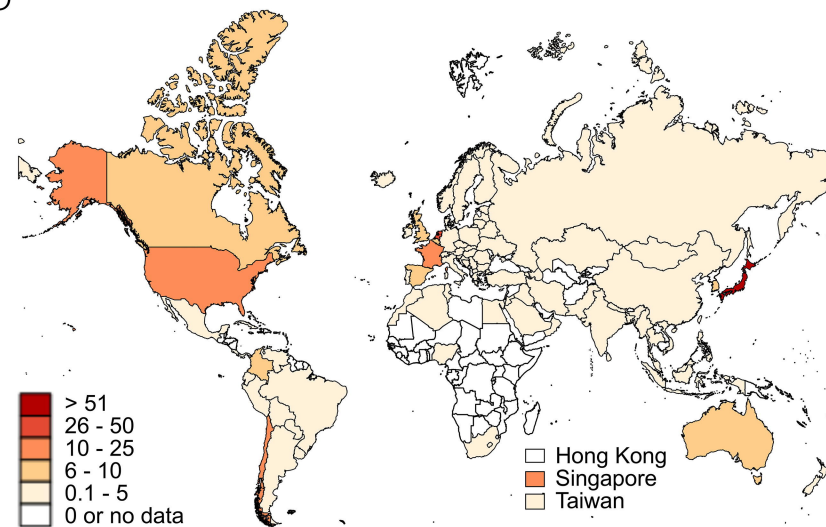 > 51
26 - 50
10 - 25
6 - 10
0.1 - 5
0 or no data
Hong Kong
Singapore
Taiwan